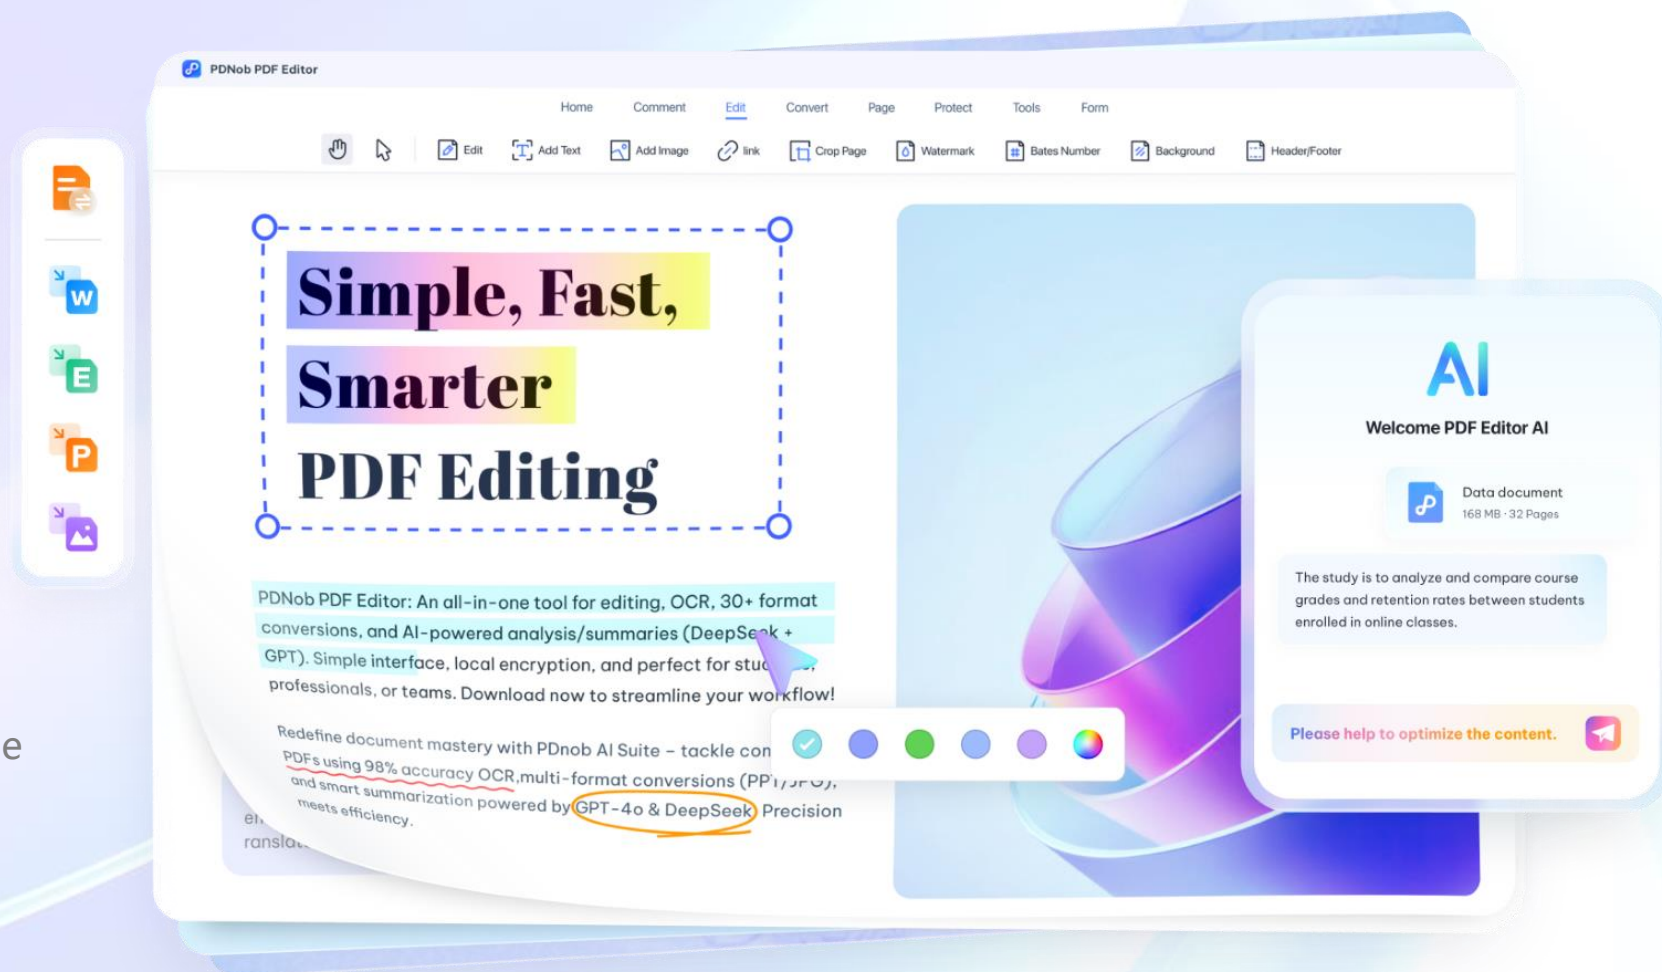 PDNob PDF Editor
Home Comment Edit Convert Page Protect Tools Form
Edit Add Text Add Image link Crop Page Watermark Bates Number Background Header/Footer
W
E
P
Simple, Fast,
Smarter
PDF Editing
PDNob PDF Editor: An all-in-one tool for editing, OCR, 30+ format
conversions, and AI-powered analysis/summaries (DeepSeek +
GPT). Simple interface, local encryption, and perfect for
professionals, or teams. Download now to streamline your workflow!
Redefine document mastery with PDnob AI Suite – tackle
PDFs using 98% accuracy OCR,multi-format conversions (PPT/JPG),
and smart summarization powered by GPT-4o & DeepSeek Precision
meets efficiency.
e
AI
Welcome PDF Editor AI
Data document
168 MB · 32 Pages
The study is to analyze and compare course
grades and retention rates between students
enrolled in online classes.
Please help to optimize the content.